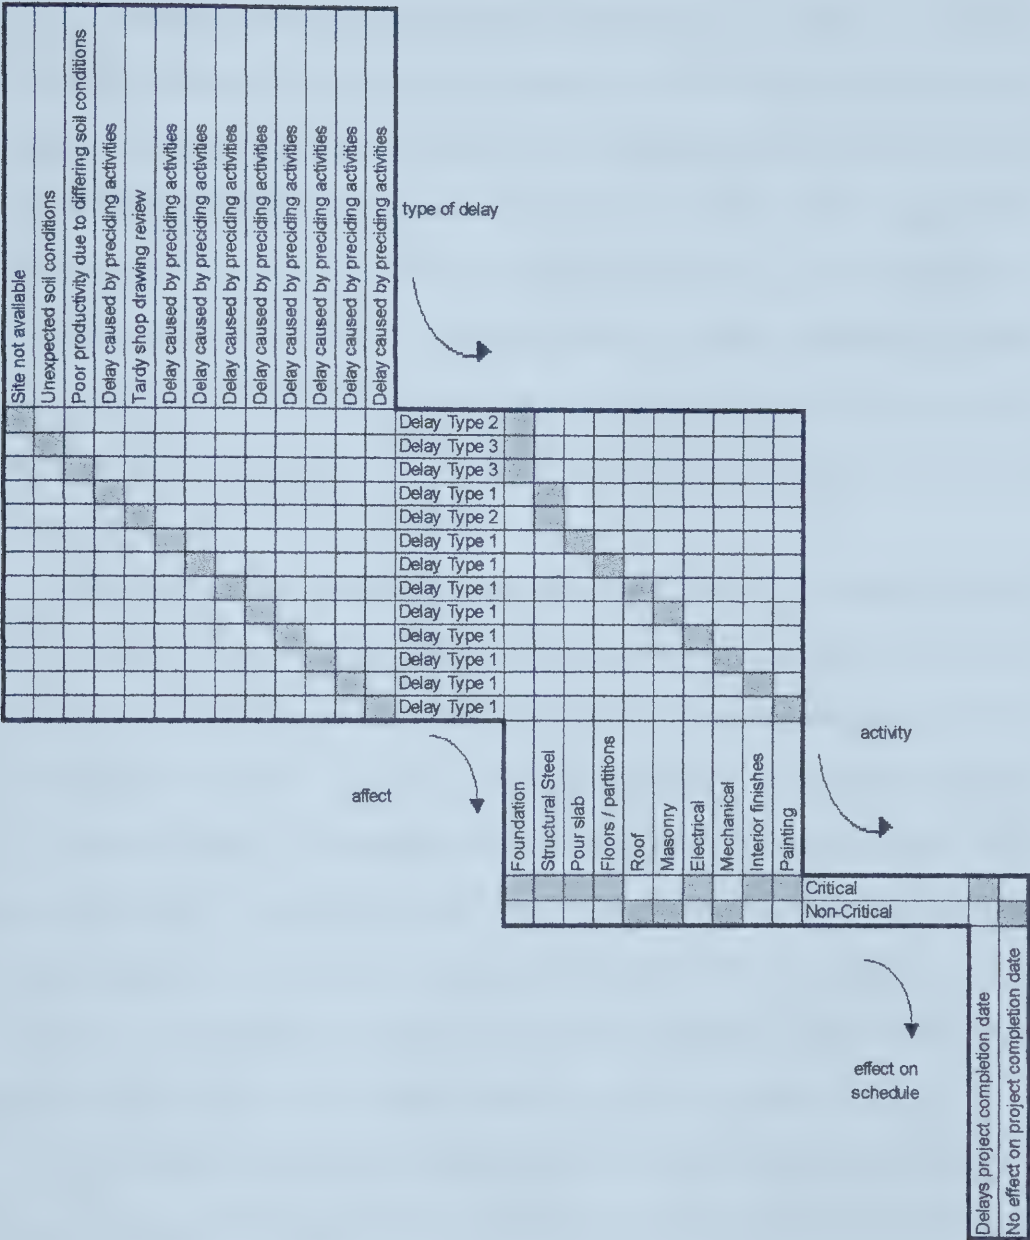 Site not available
Unexpected soil conditions
Poor productivity due to differing soil conditions
Delay caused by preciding activities
Tardy shop drawing review
Delay caused by preciding activities
Delay caused by preciding activities
Delay caused by preciding activities
Delay caused by preciding activities
Delay caused by preciding activities
Delay caused by preciding activities
Delay caused by preciding activities
Delay caused by preciding activities
type of delay
Delay Type 2
Delay Type 3
Delay Type 3
Delay Type 1
Delay Type 2
Delay Type 1
Delay Type 1
Delay Type 1
Delay Type 1
Delay Type 1
Delay Type 1
Delay Type 1
Delay Type 1
affect
Foundation
Structural Steel
Pour slab
Floors / partitions
Roof
Masonry
Electrical
Mechanical
Interior finishes
Painting
activity
Critical
Non-Critical
effect on
schedule
Delays project completion date
No effect on project completion date